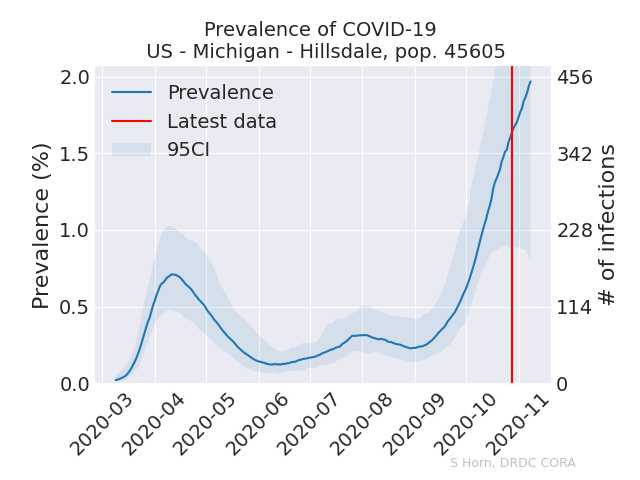 Prevalence of COVID-19
US - Michigan - Hillsdale, pop. 45605
Prevalence
Latest data
95CI
Prevalence (%)
2.0
1.5
1.0
0.5
0.0
# of infections
456
342
228
114
0
2020-03
2020-04
2020-05
2020-06
2020-07
2020-08
2020-09
2020-10
2020-11
S Horn, DRDC CORA